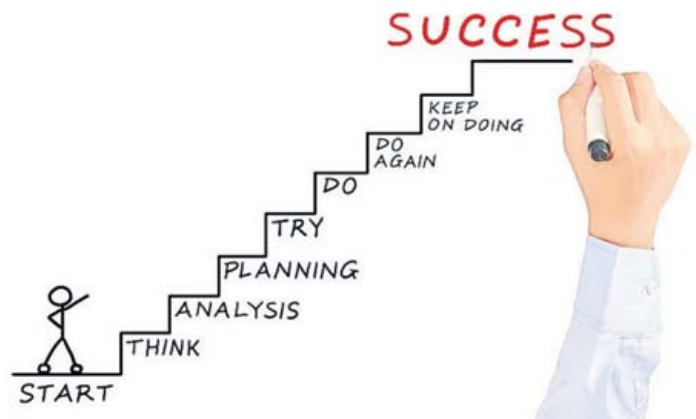 SUCCESS
KEEP
ON DOING
DO
AGAIN
DO
TRY
PLANNING
ANALYSIS
THINK
START